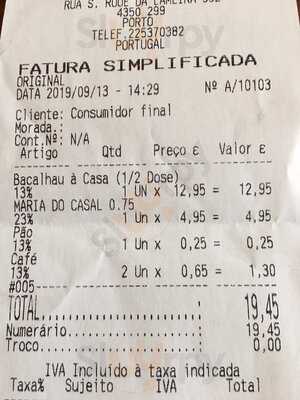 RUA S. ROQUE DA LAMEIRA
4350 299
PORTO
TELEF.225370382
PORTUGAL
FATURA SIMPLIFICADA
ORIGINAL
DATA 2019/09/13 - 14:29 Nº A/10103
Cliente: Consumidor final
Morada.:
Cont.Nº: N/A
Artigo Qtd Preço € Valor €
Bacalhau à Casa (1/2 Dose)
13% 1 UN x 12,95 = 12,95
MARIA DO CASAL 0.75
23% 1 Un x 4,95 = 4,95
Pão
13% 1 Un x 0,25 = 0,25
Café
13% 2 Un x 0,65 = 1,30
#005
TOTAL 19,45
Numerário: 19,45
Troco: 0,00
IVA Incluído à taxa indicada
Taxa% Sujeito IVA Total